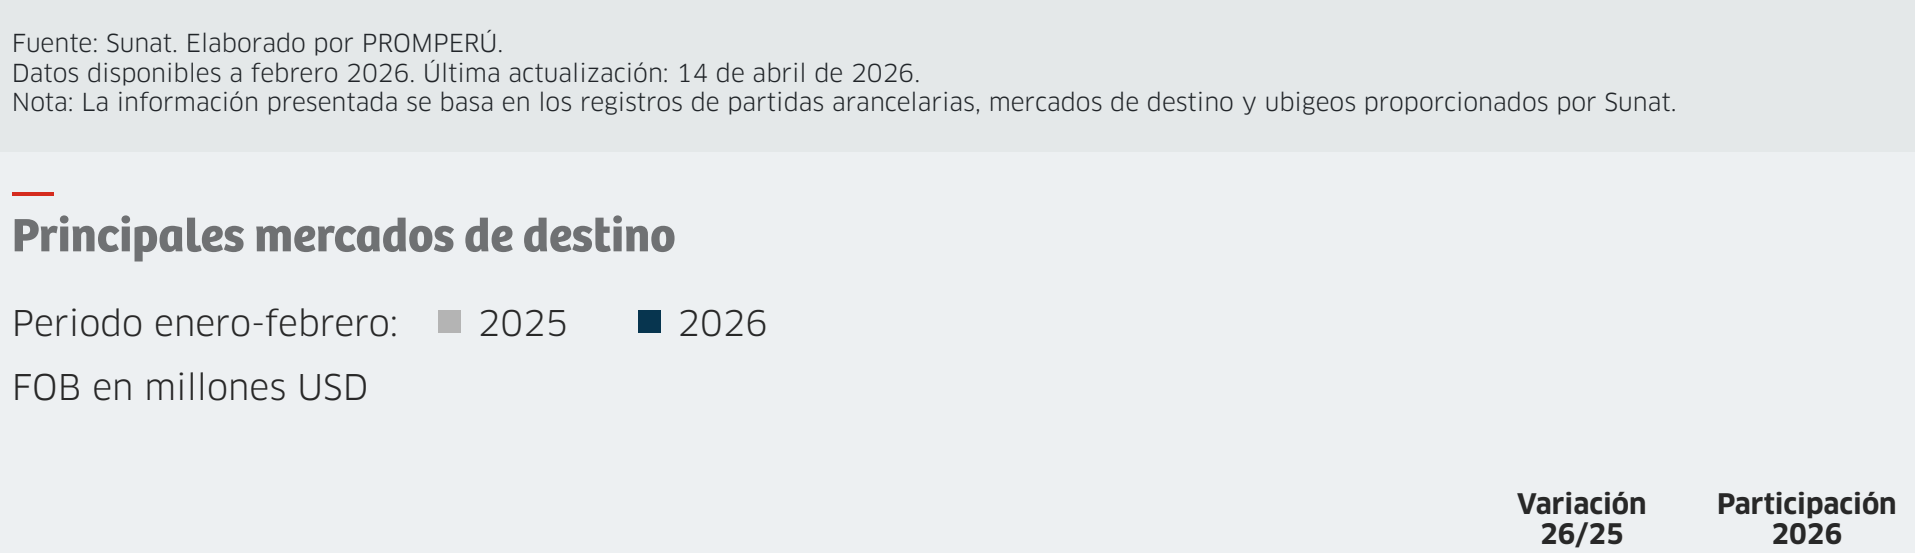 Fuente: Sunat. Elaborado por PROMPERÚ.
Datos disponibles a febrero 2026. Última actualización: 14 de abril de 2026.
Nota: La información presentada se basa en los registros de partidas arancelarias, mercados de destino y ubigeos proporcionados por Sunat.
Principales mercados de destino
Periodo enero-febrero: 2025 2026
FOB en millones USD
Variación Participación
26/25 2026